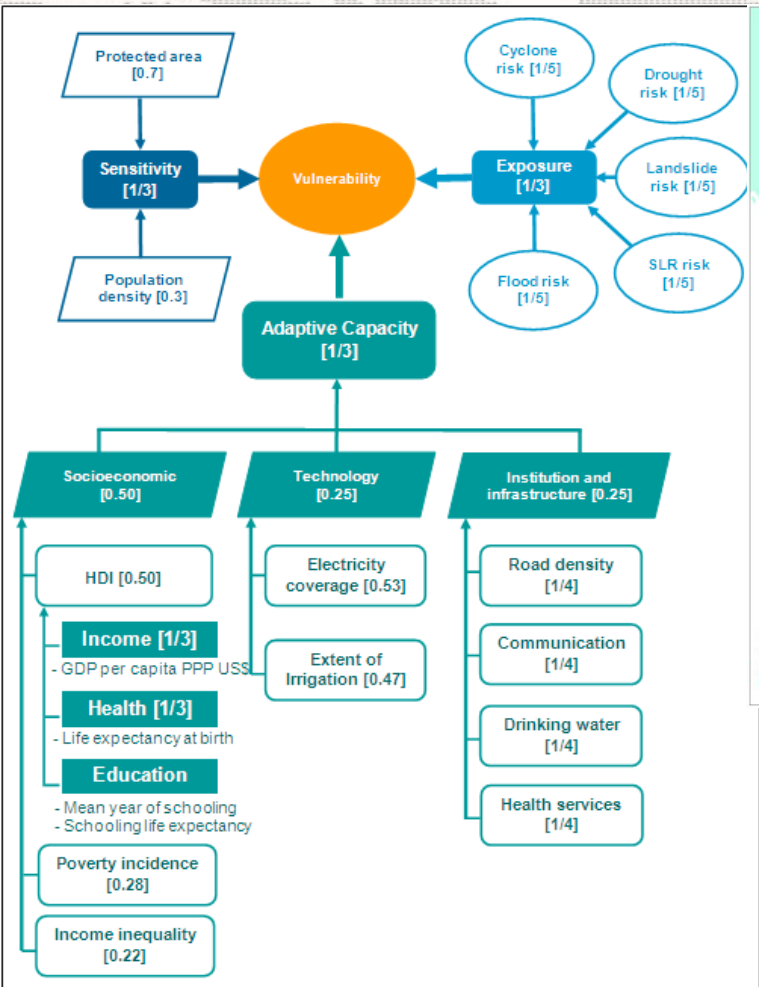 Protected area
[0.7]
Cyclone
risk [1/5]
Drought
risk [1/5]
Sensitivity
[1/3]
Vulnerability
Exposure
[1/3]
Landslide
risk [1/5]
Population
density [0.3]
Flood risk
[1/5]
SLR risk
[1/5]
Adaptive Capacity
[1/3]
Socioeconomic
[0.50]
Technology
[0.25]
Institution and
infrastructure [0.25]
HDI [0.50]
Income [1/3]
- GDP per capita PPP US$
Health [1/3]
- Life expectancy at birth
Education
- Mean year of schooling
- Schooling life expectancy
Poverty incidence
[0.28]
Income inequality
[0.22]
Electricity
coverage [0.53]
Extent of
Irrigation [0.47]
Road density
[1/4]
Communication
[1/4]
Drinking water
[1/4]
Health services
[1/4]